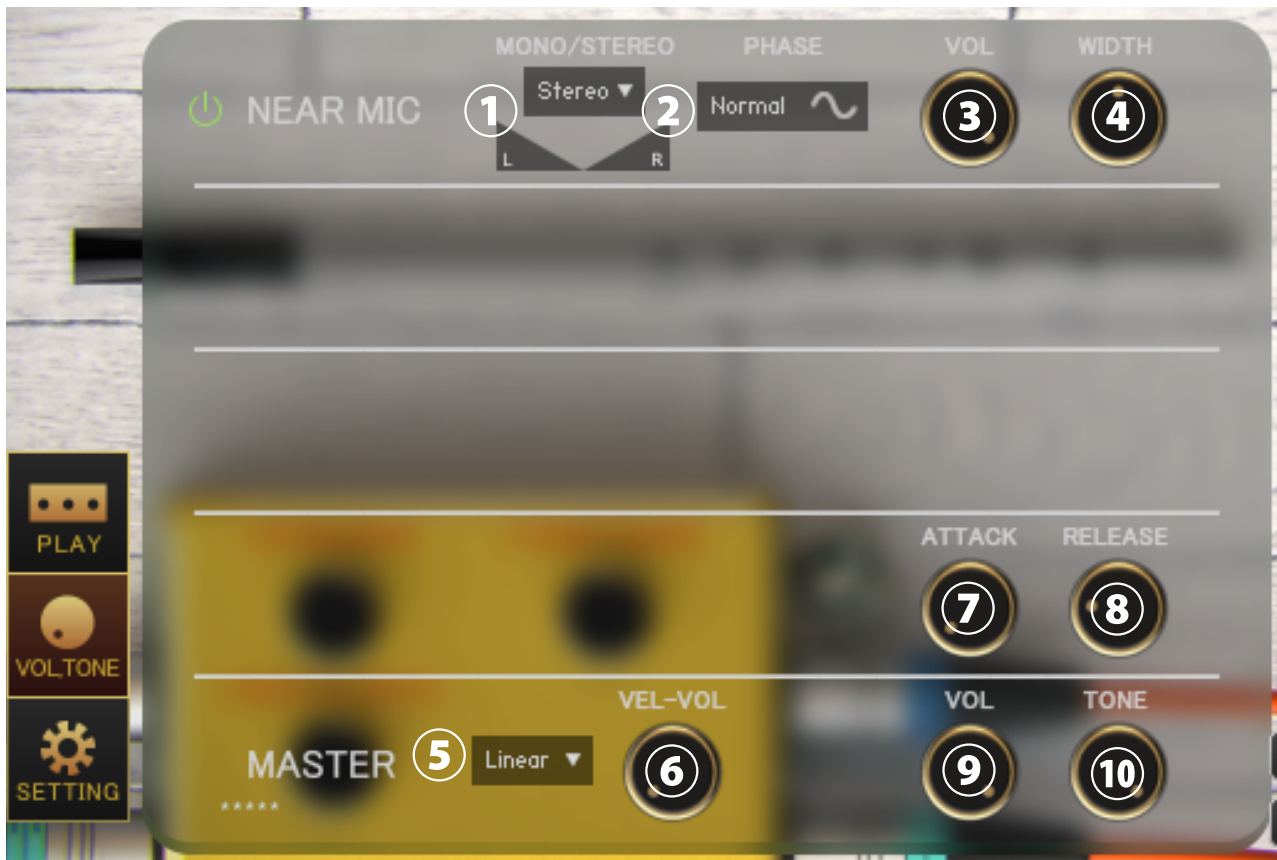 MONO/STEREO PHASE VOL WIDTH
NEAR MIC ① Stereo ▼ ② Normal ③ ④
L R
PLAY
ATTACK RELEASE
⑦ ⑧
VOL,TONE
VEL-VOL VOL TONE
MASTER ⑤ Linear ▼ ⑥ ⑨ ⑩
SETTING
*****